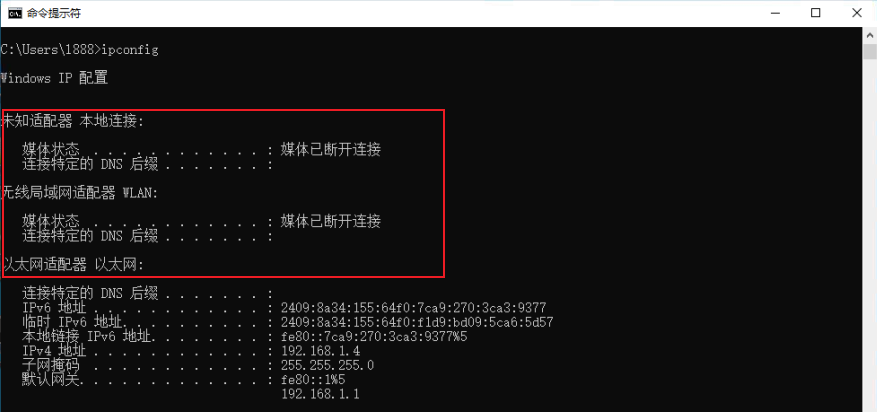 命令提示符
C:\Users\1888>ipconfig
Windows IP 配置
未知适配器 本地连接:
媒体状态 . . . . . . . . . . . . : 媒体已断开连接
连接特定的 DNS 后缀 . . . . . . . :
无线局域网适配器 WLAN:
媒体状态 . . . . . . . . . . . . : 媒体已断开连接
连接特定的 DNS 后缀 . . . . . . . :
以太网适配器 以太网:
连接特定的 DNS 后缀 . . . . . . . :
IPv6 地址 . . . . . . . . . . . . : 2409:8a34:155:64f0:7ca9:270:3ca3:9377
临时 IPv6 地址. . . . . . . . . . : 2409:8a34:155:64f0:f1d9:bd09:5ca6:5d57
本地链接 IPv6 地址. . . . . . . . : fe80::7ca9:270:3ca3:9377%5
IPv4 地址 . . . . . . . . . . . . : 192.168.1.4
子网掩码 . . . . . . . . . . . . : 255.255.255.0
默认网关. . . . . . . . . . . . . : fe80::1%5
192.168.1.1